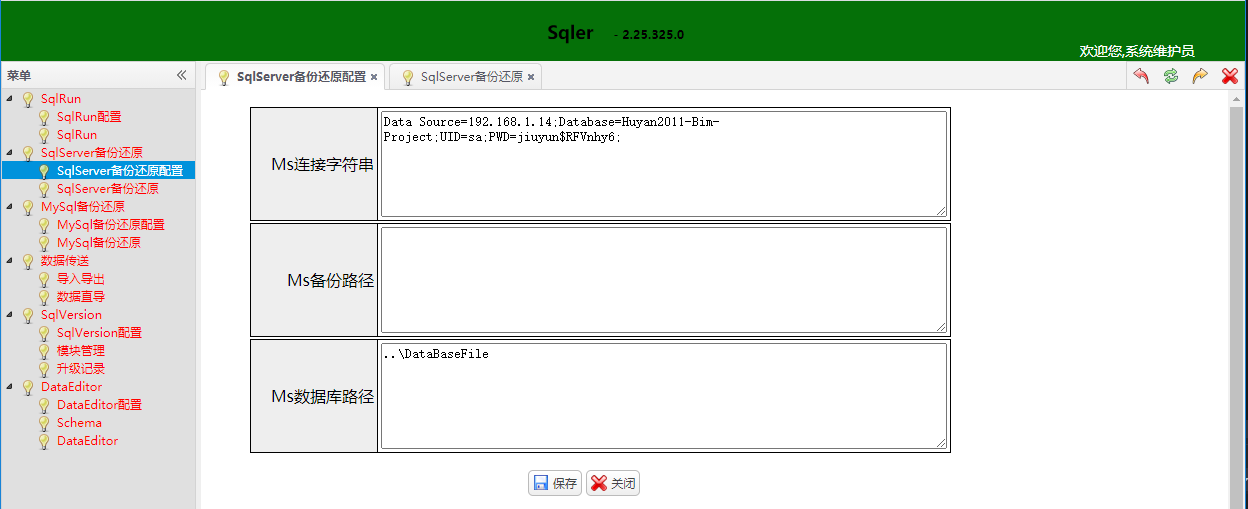 Sqler - 2.25.325.0
欢迎您,系统维护员
菜单
SqlServer备份还原配置
SqlServer备份还原
SqlRun
SqlRun配置
SqlRun
SqlServer备份还原
SqlServer备份还原配置
SqlServer备份还原
MySql备份还原
MySql备份还原配置
MySql备份还原
数据传送
导入导出
数据直导
SqlVersion
SqlVersion配置
模块管理
升级记录
DataEditor
DataEditor配置
Schema
DataEditor
Ms连接字符串
Data Source=192.168.1.14;Database=Huyan2011-Bim-
Project;UID=sa;PWD=jiuyun$RFVnhy6;
Ms备份路径
Ms数据库路径
..\DataBaseFile
保存
关闭